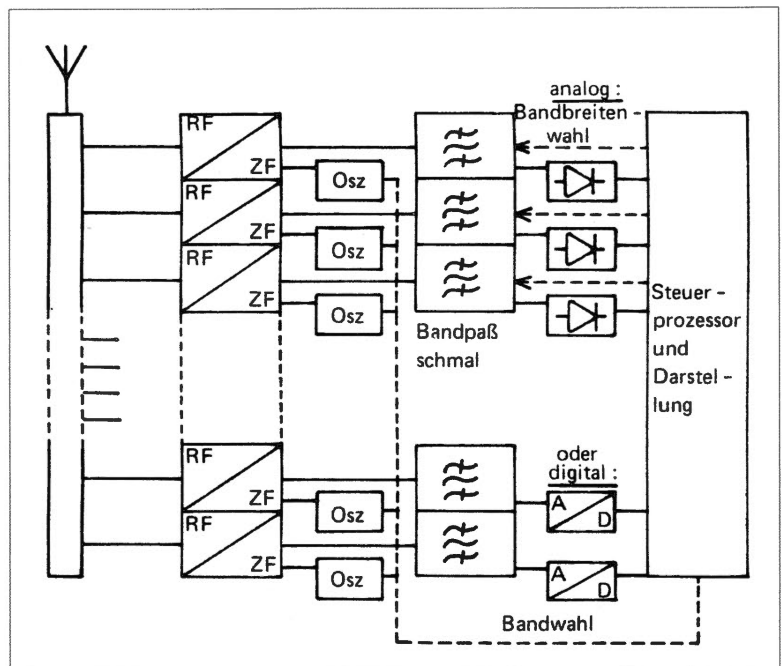 analog :
Bandbreiten -
wahl
RF
ZF
Osz
RF
ZF
Osz
RF
ZF
Osz
Bandpaß
schmal
Steuer -
prozessor
und
Darstel -
lung
oder
digital :
RF
ZF
Osz
A
D
RF
ZF
Osz
A
D
Bandwahl